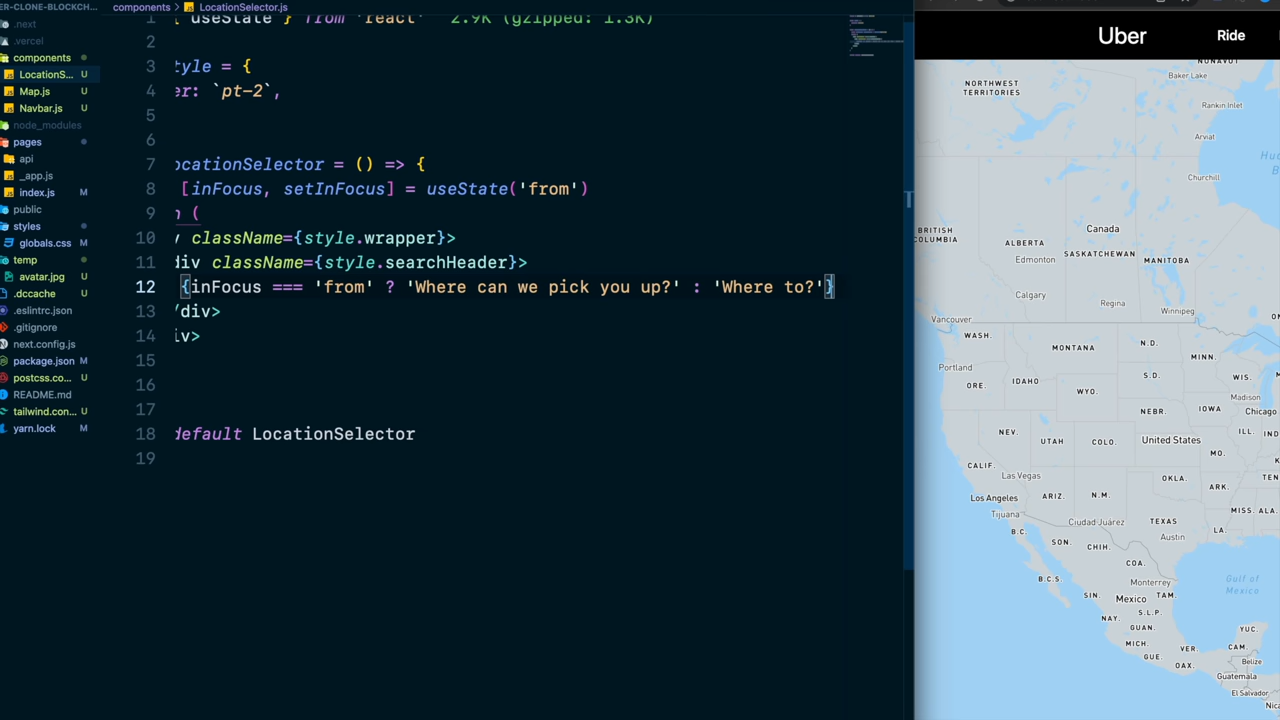 ER-CLONE-BLOCKCH...
.next
.vercel
components
LocationS... U
Map.js U
Navbar.js U
node_modules
pages
api
_app.js
index.js M
public
styles
globals.css M
temp
avatar.jpg U
.dccache U
.eslintrc.json
.gitignore
next.config.js
package.json M
postcss.co... U
README.md
tailwind.con... U
yarn.lock M
components > LocationSelector.js
1 { useState } from 'react' 2.9K (gzipped: 1.3K)
2
3 tyle = {
4 er: `pt-2`,
5
6
7 ocationSelector = () => {
8 [inFocus, setInFocus] = useState('from')
9 n (
10 v className={style.wrapper}>
11 div className={style.searchHeader}>
12 {inFocus === 'from' ? 'Where can we pick you up?' : 'Where to?'}
13 /div>
14 iv>
15
16
17
18 default LocationSelector
19
Uber Ride
NUNAVUT
NORTHWEST
TERRITORIES
Baker Lake
Rankin Inlet
Arviat
Hud
B
Churchill
BRITISH
COLUMBIA
Canada
ALBERTA
SASKATCHEWAN
Edmonton
MANITOBA
Calgary
Regina
Winnipeg
ON
Vancouver
WASH.
MONTANA
N.D.
MINN.
Portland
S.D.
WIS.
ORE.
IDAHO
WYO.
Madison
IOWA
NEBR.
Chicago
NEV.
UTAH
COLO.
United States
ILL.
IND
MO.
K
CALIF.
Las Vegas
OKLA.
TEN
ARK.
Los Angeles
ARIZ.
N.M.
MISS.
ALA.
Tijuana
Ciudad Juárez
TEXAS
B.C.
LA.
Austin
SON.
CHIH.
COA.
B.C.S.
Monterrey
Gulf of
Mexico
SIN.
Mexico
TAM.
S.L.P.
NAY.
GUAN.
YUC.
MICH.
VER.
CAM.
GUE.
OAX.
Belize
Guatemala
El Salvador
Nic